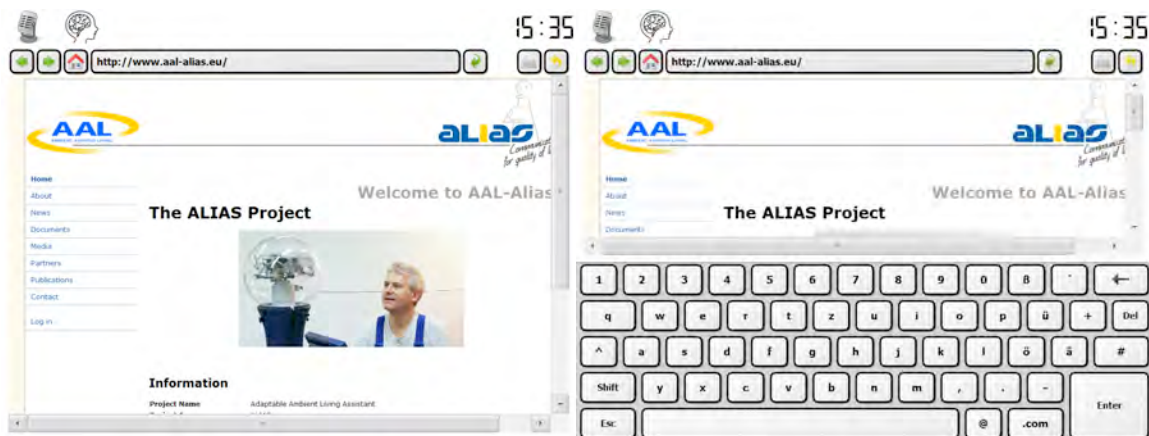 15:35
http://www.aal-alias.eu/
AAL
AMBIENT ASSISTED LIVING
aLIas
Home
About
News
Documents
Media
Partners
Publications
Contact
Log in
Welcome to AAL-Alias
The ALIAS Project
Information
Project Name Adaptable Ambient Living Assistant
15:35
http://www.aal-alias.eu/
AAL
aLIas
Home
About
News
Documents
Welcome to AAL-Alias
The ALIAS Project
1 2 3 4 5 6 7 8 9 0 ß ´ ←
q w e r t z u i o p ü + Del
^ a s d f g h j k l ö ä #
Shift y x c v b n m , . - Enter
Esc @ .com